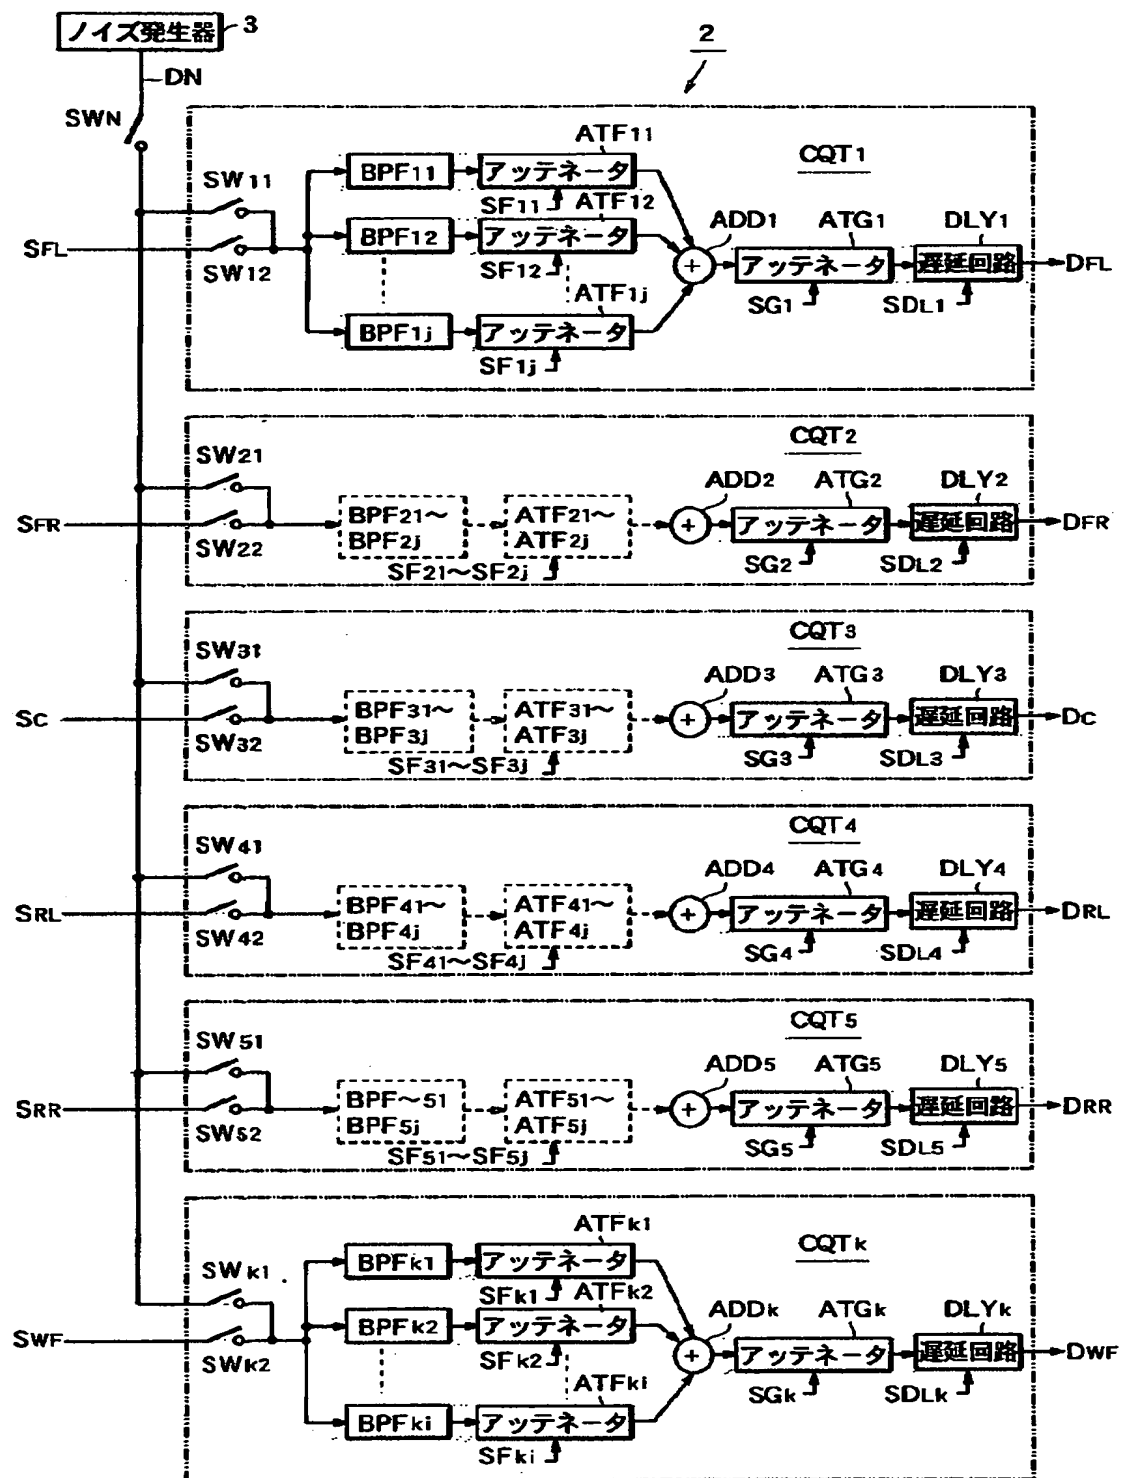 ノイズ発生器 3
DN
2
SWN
CQT1
ATF11
SW11
BPF11 アッテネータ
SF11 ATF12
ADD1 ATG1 DLY1
BPF12 アッテネータ
SFL
SW12
SF12
+ アッテネータ 遅延回路 DFL
ATF1j
SG1 SDL1
BPF1j アッテネータ
SF1j
CQT2
SW21
ADD2 ATG2 DLY2
SFR
BPF21～ ATF21～
+ アッテネータ 遅延回路 DFR
SW22
BPF2j ATF2j
SF21～SF2j
SG2 SDL2
CQT3
SW31
ADD3 ATG3 DLY3
SC
BPF31～ ATF31～
+ アッテネータ 遅延回路 DC
SW32
BPF3j ATF3j
SF31～SF3j
SG3 SDL3
CQT4
SW41
ADD4 ATG4 DLY4
SRL
BPF41～ ATF41～
+ アッテネータ 遅延回路 DRL
SW42
BPF4j ATF4j
SF41～SF4j
SG4 SDL4
CQT5
SW51
ADD5 ATG5 DLY5
SRR
BPF～51 ATF51～
+ アッテネータ 遅延回路 DRR
SW52
BPF5j ATF5j
SF51～SF5j
SG5 SDL5
CQTk
ATFk1
SWk1
BPFk1 アッテネータ
SFk1 ATFk2
ADDk ATGk DLYk
BPFk2 アッテネータ
SWF
SWk2
SFk2
+ アッテネータ 遅延回路 DWF
ATFki
SGk SDLk
BPFki アッテネータ
SFki